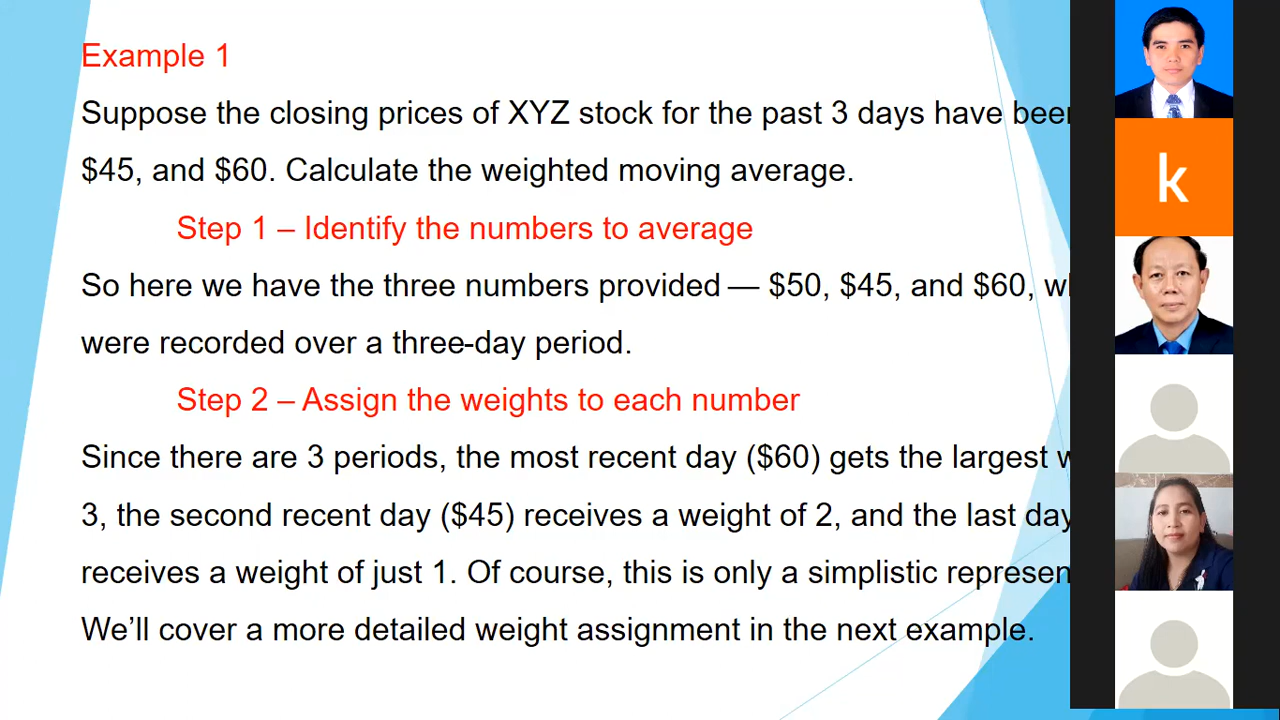 Example 1
Suppose the closing prices of XYZ stock for the past 3 days have been
$45, and $60. Calculate the weighted moving average.
Step 1 – Identify the numbers to average
So here we have the three numbers provided — $50, $45, and $60,
were recorded over a three-day period.
Step 2 – Assign the weights to each number
Since there are 3 periods, the most recent day ($60) gets the largest
3, the second recent day ($45) receives a weight of 2, and the last day
receives a weight of just 1. Of course, this is only a simplistic
We’ll cover a more detailed weight assignment in the next example.
k